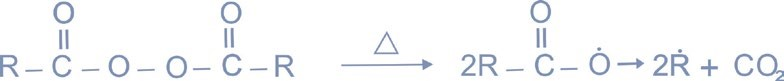 O O O
R – C – O – O – C – R △ 2R – C – Ȯ → 2Ṙ + CO₂